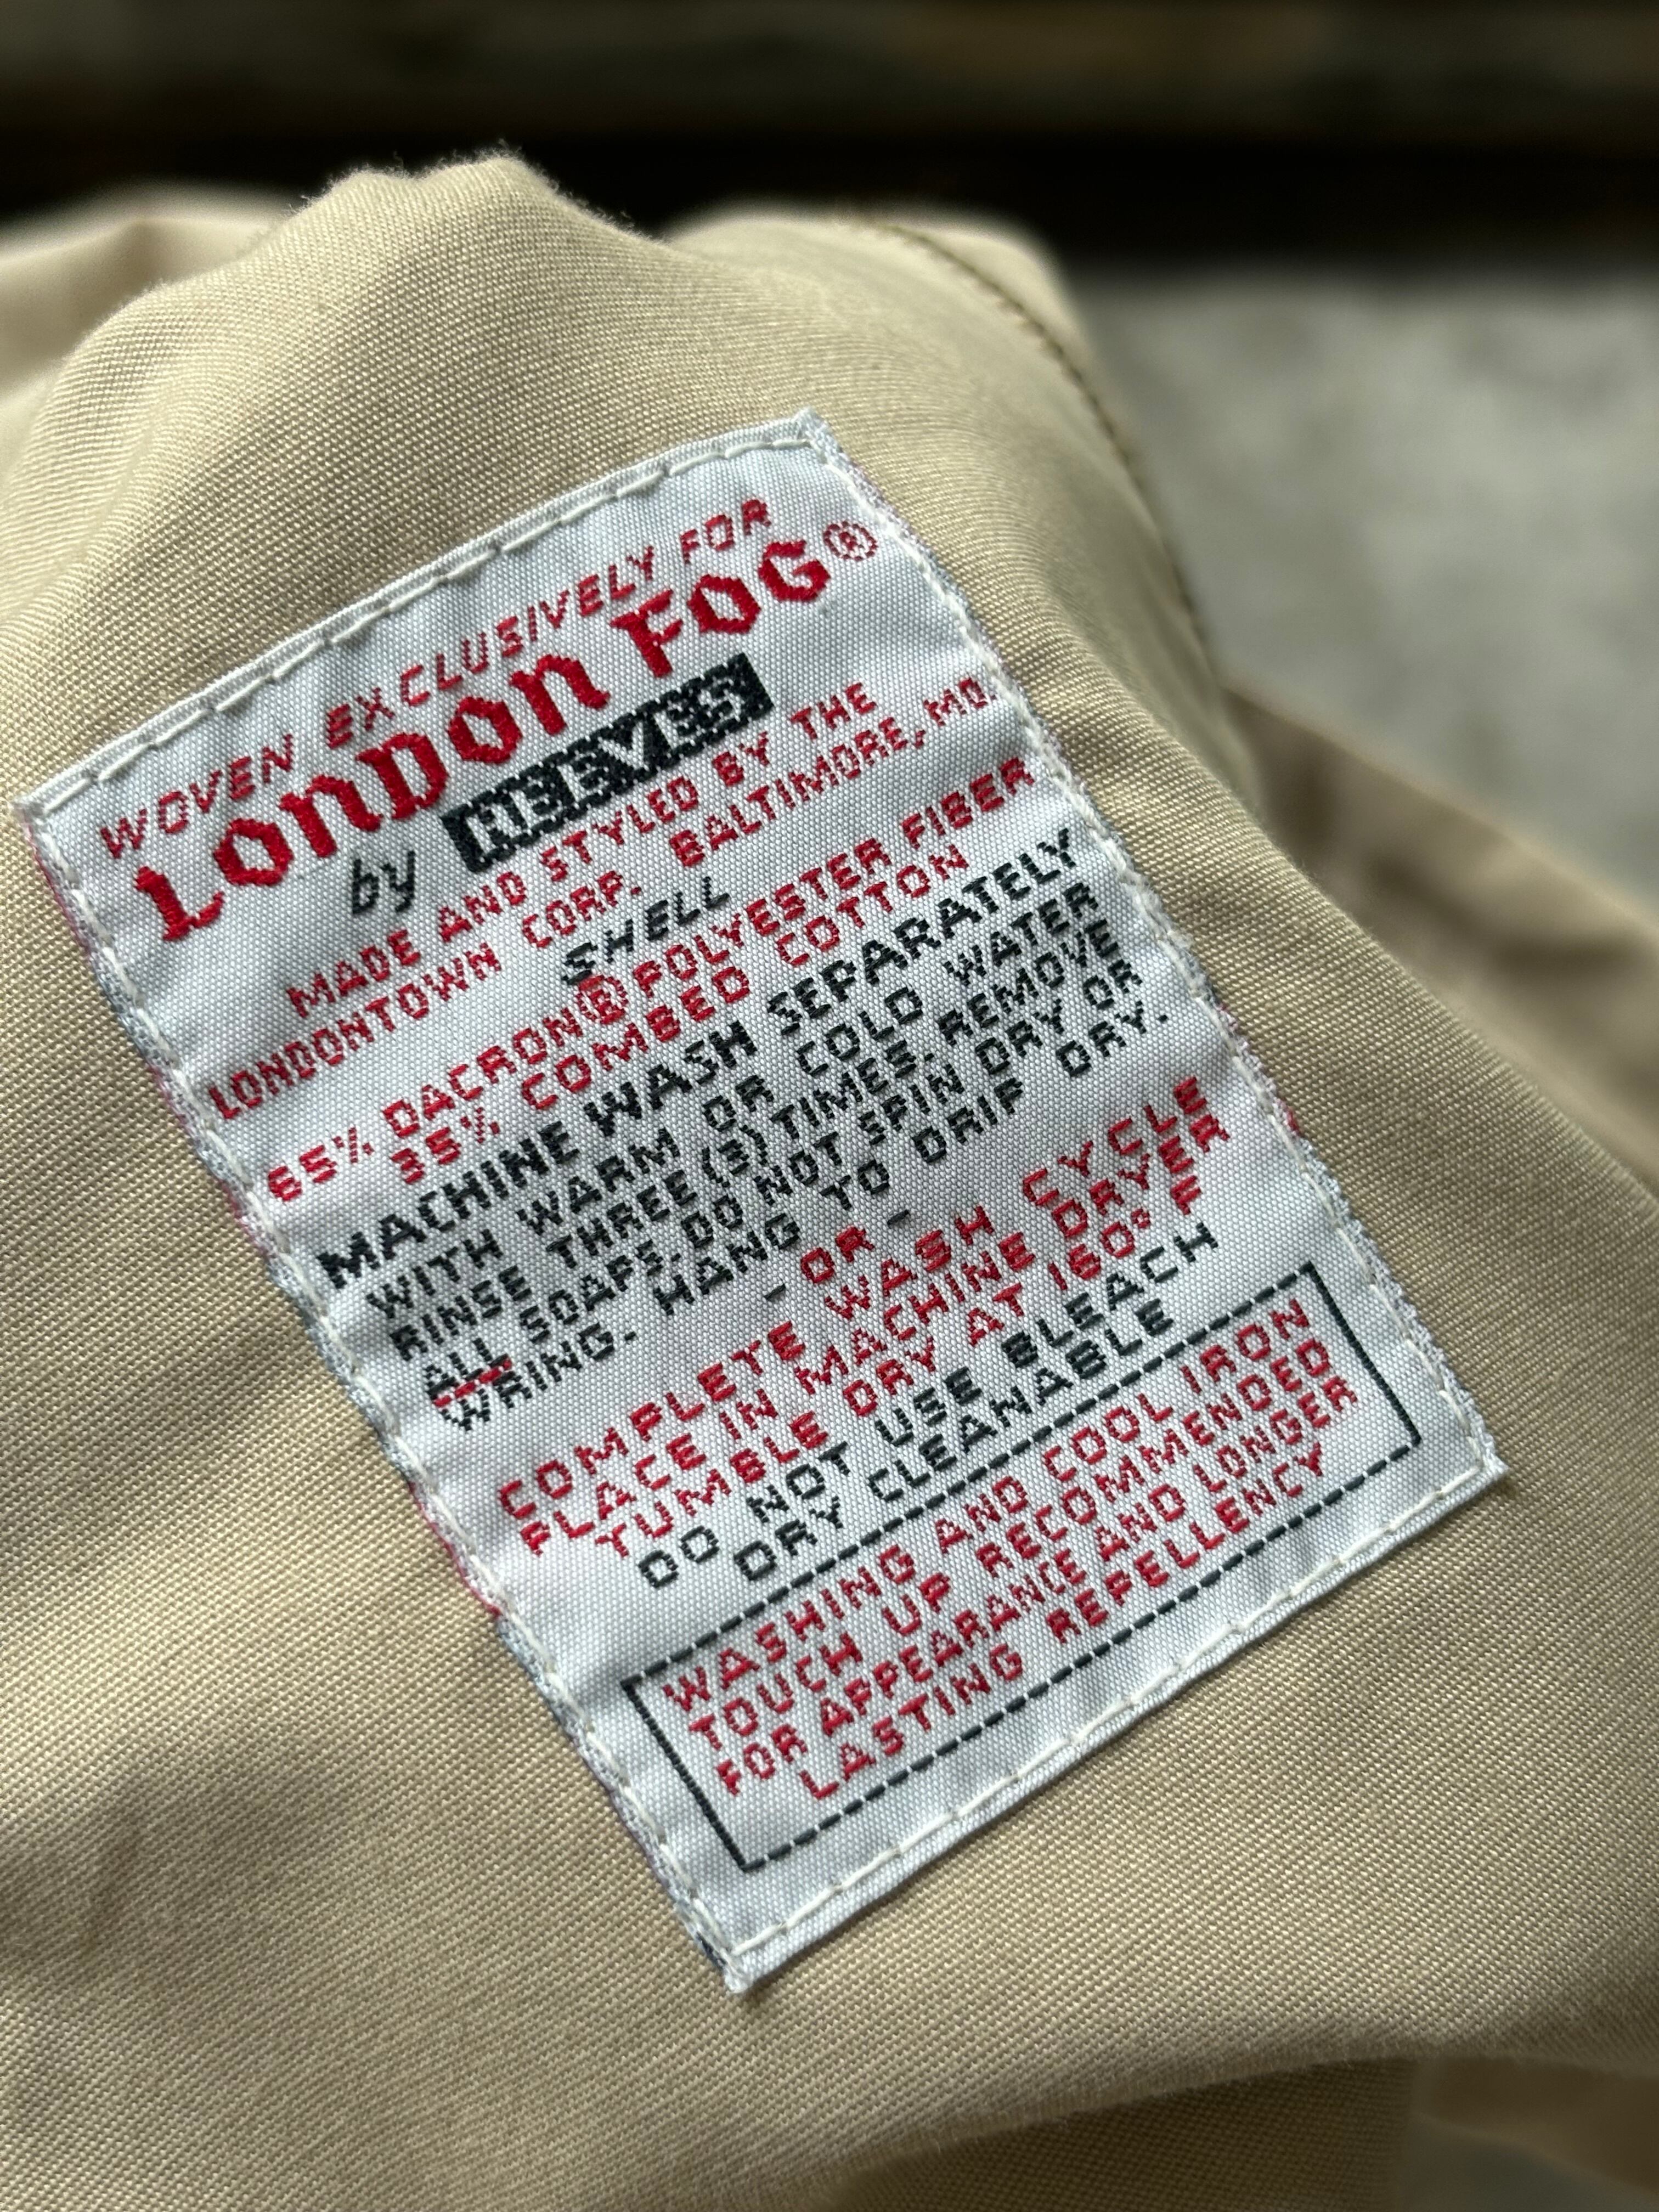 WOVEN EXCLUSIVELY FOR
LONDON FOG®
by REEVES
MADE AND STYLED BY THE
LONDONTOWN CORP. BALTIMORE, MD.
SHELL
65% DACRON® POLYESTER FIBER
35% COMBED COTTON
MACHINE WASH SEPARATELY
WITH WARM OR COLD WATER
RINSE THREE (3) TIMES. REMOVE
ALL SOAPS. DO NOT SPIN DRY OR
WRING. HANG TO DRIP DRY.
- OR -
COMPLETE WASH CYCLE
PLACE IN MACHINE DRYER
TUMBLE DRY AT 160° F
DO NOT USE BLEACH
DRY CLEANABLE
WASHING AND COOL IRON
TOUCH UP RECOMMENDED
FOR APPEARANCE AND LONGER
LASTING REPELLENCY